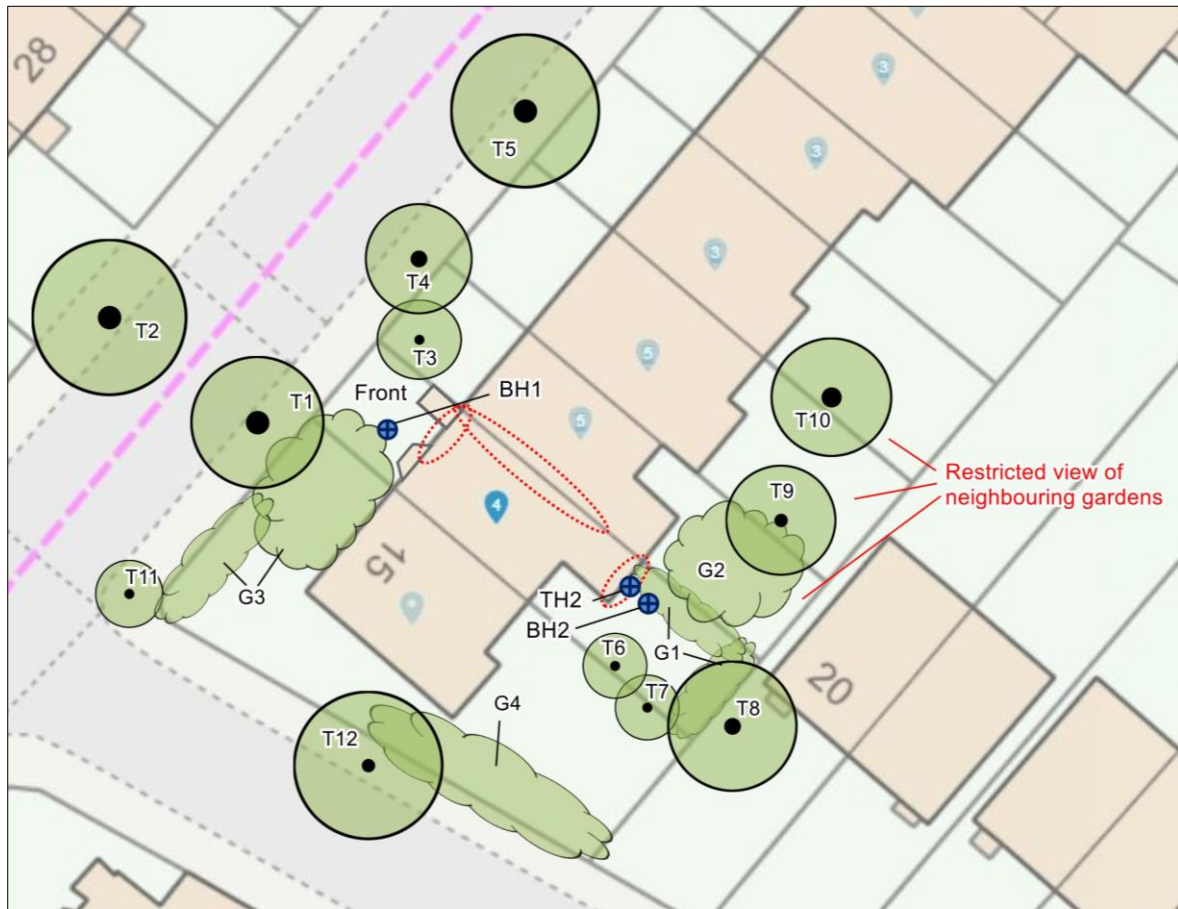 28
3
T5
3
T4
3
T2
T3
5
Front
BH1
T1
T10
5
Restricted view of
neighbouring gardens
T9
4
15
G2
T11
TH2
G3
BH2
T6
G1
20
T7
G4
T8
T12